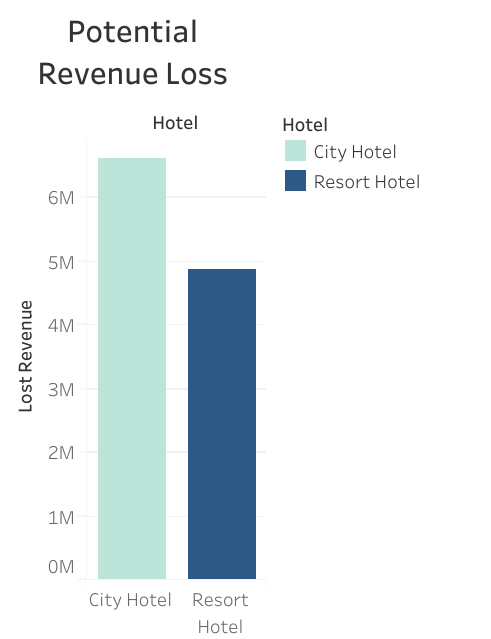 Potential
Revenue Loss
Hotel
Hotel
City Hotel
Resort Hotel
6M
5M
4M
3M
2M
1M
0M
Lost Revenue
City Hotel
Resort
Hotel